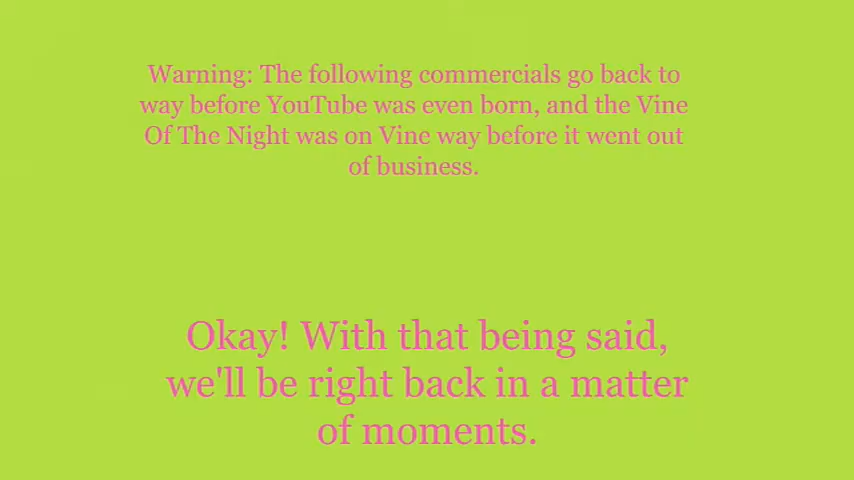 Warning: The following commercials go back to
way before YouTube was even born, and the Vine
Of The Night was on Vine way before it went out
of business.
Okay! With that being said,
we'll be right back in a matter
of moments.